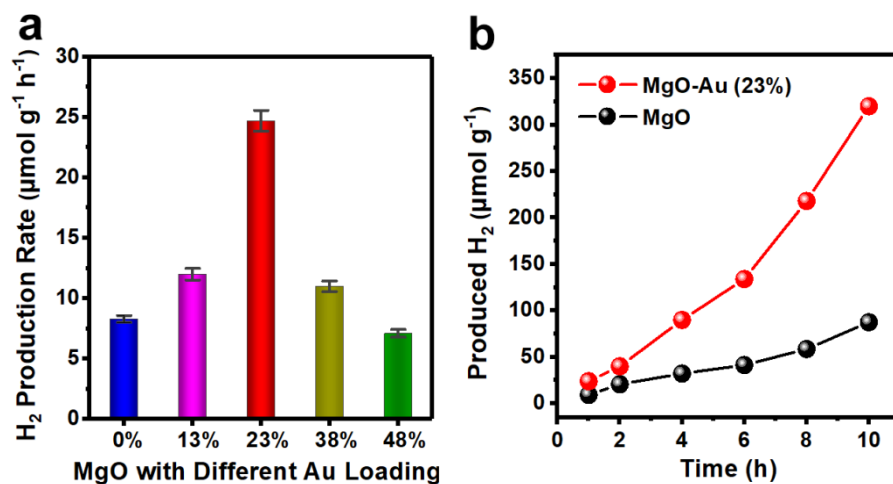 a
H₂ Production Rate (µmol g⁻¹ h⁻¹)
30
25
20
15
10
5
0
0% 13% 23% 38% 48%
MgO with Different Au Loading
b
Produced H₂ (µmol g⁻¹)
350
300
250
200
150
100
50
0
MgO-Au (23%)
MgO
0 2 4 6 8 10
Time (h)